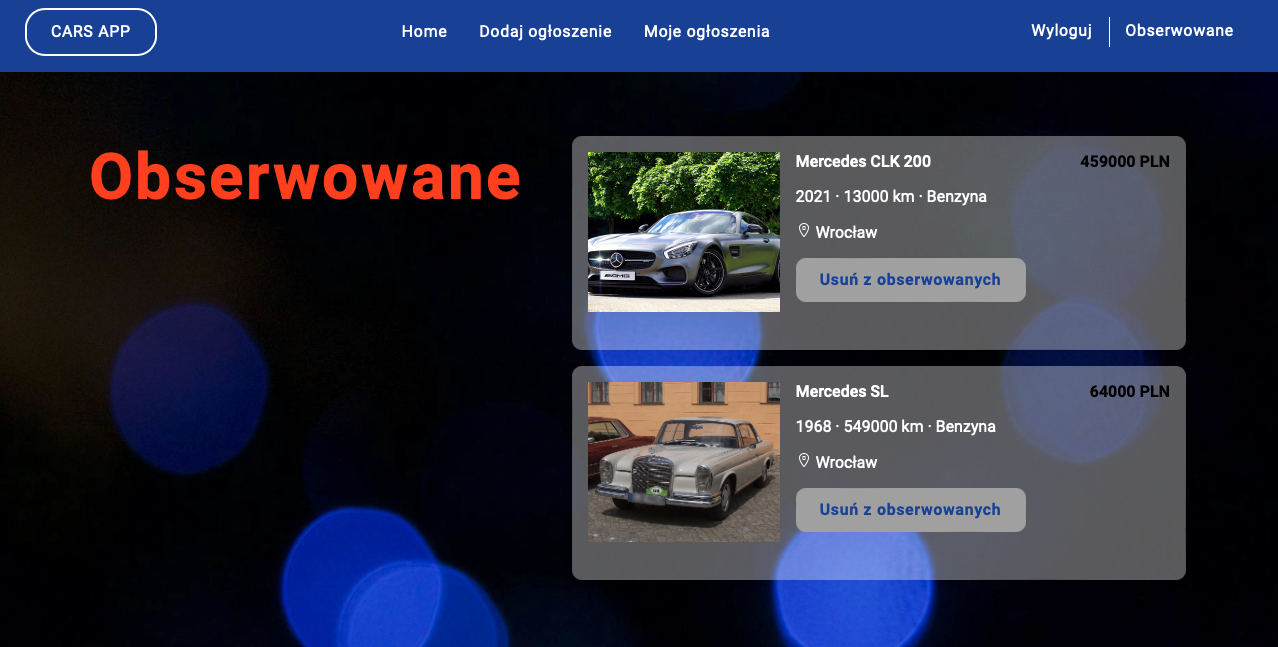 CARS APP
Home
Dodaj ogłoszenie
Moje ogłoszenia
Wyloguj
Obserwowane
Obserwowane
Mercedes CLK 200
459000 PLN
2021 · 13000 km · Benzyna
Wrocław
Usuń z obserwowanych
Mercedes SL
64000 PLN
1968 · 549000 km · Benzyna
Wrocław
Usuń z obserwowanych